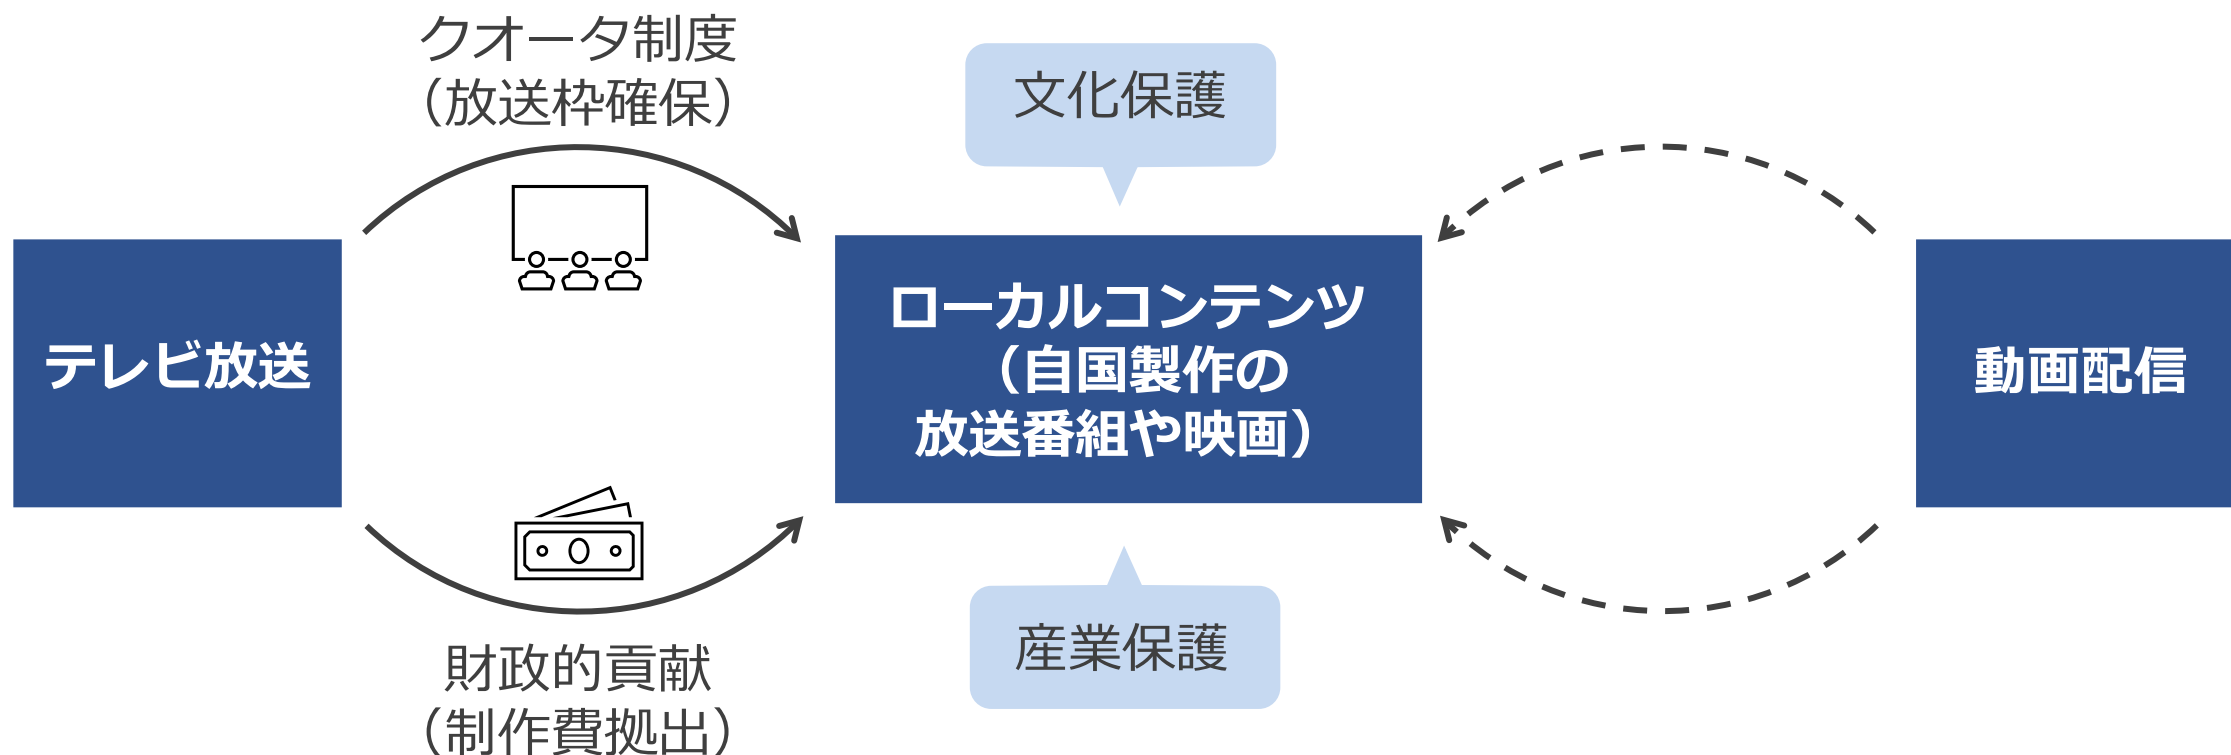 クオータ制度
（放送枠確保）
文化保護
テレビ放送
ローカルコンテンツ
（自国製作の
放送番組や映画）
動画配信
産業保護
財政的貢献
（制作費拠出）